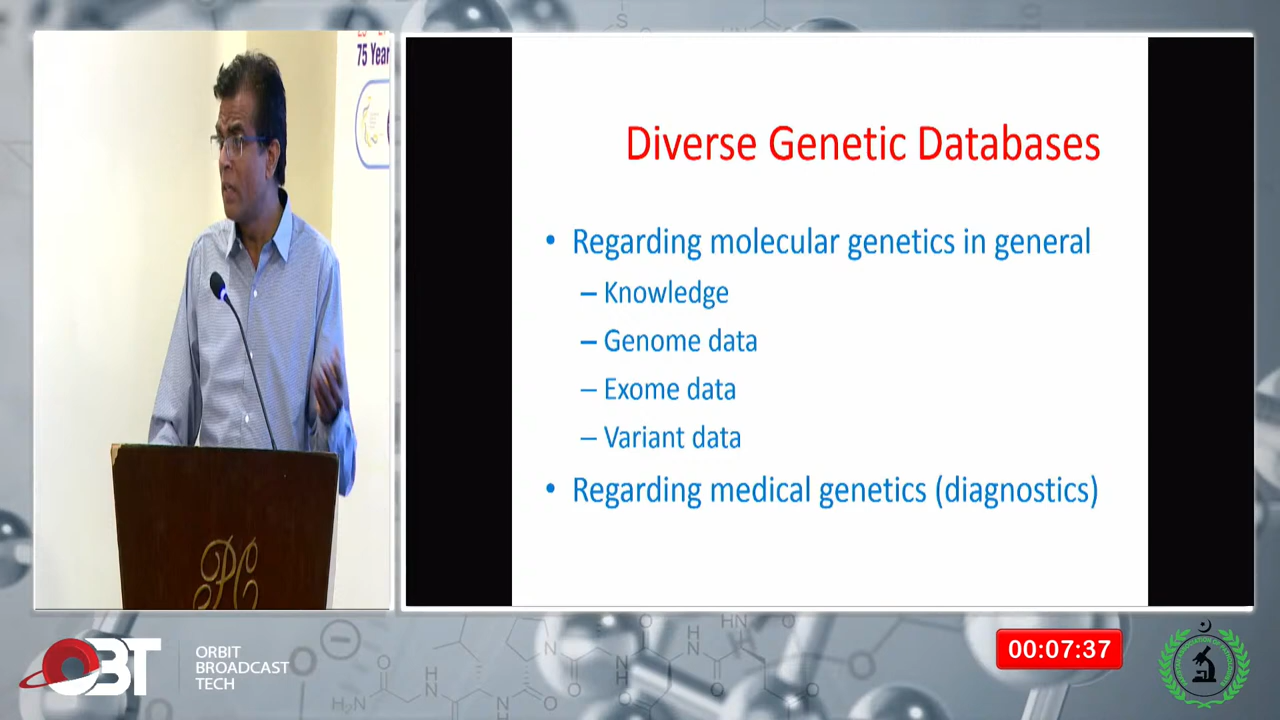 75 Year
PC
Diverse Genetic Databases
• Regarding molecular genetics in general
– Knowledge
– Genome data
– Exome data
– Variant data
• Regarding medical genetics (diagnostics)
OBT
ORBIT
BROADCAST
TECH
00:07:37